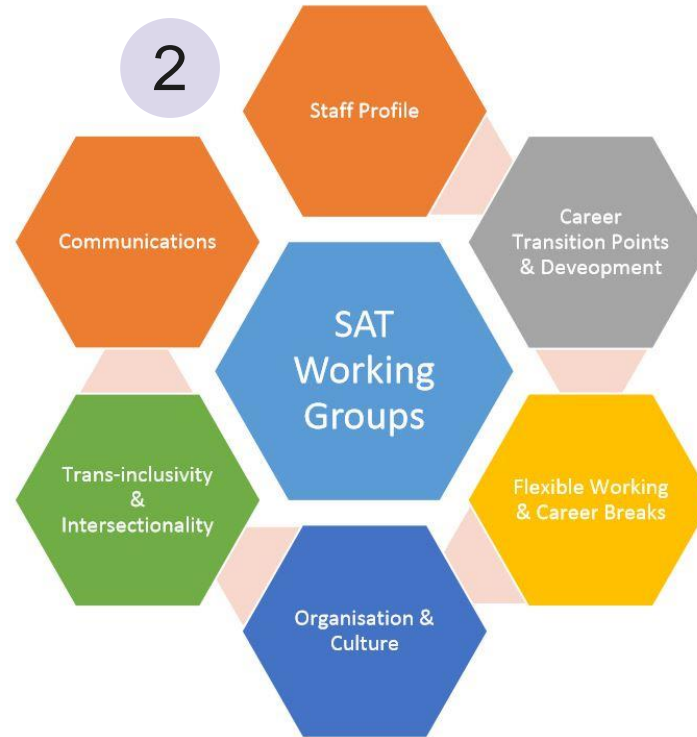 2
Staff Profile
Communications
Career
Transition Points
& Deveopment
SAT
Working
Groups
Trans-inclusivity
&
Intersectionality
Flexible Working
& Career Breaks
Organisation &
Culture